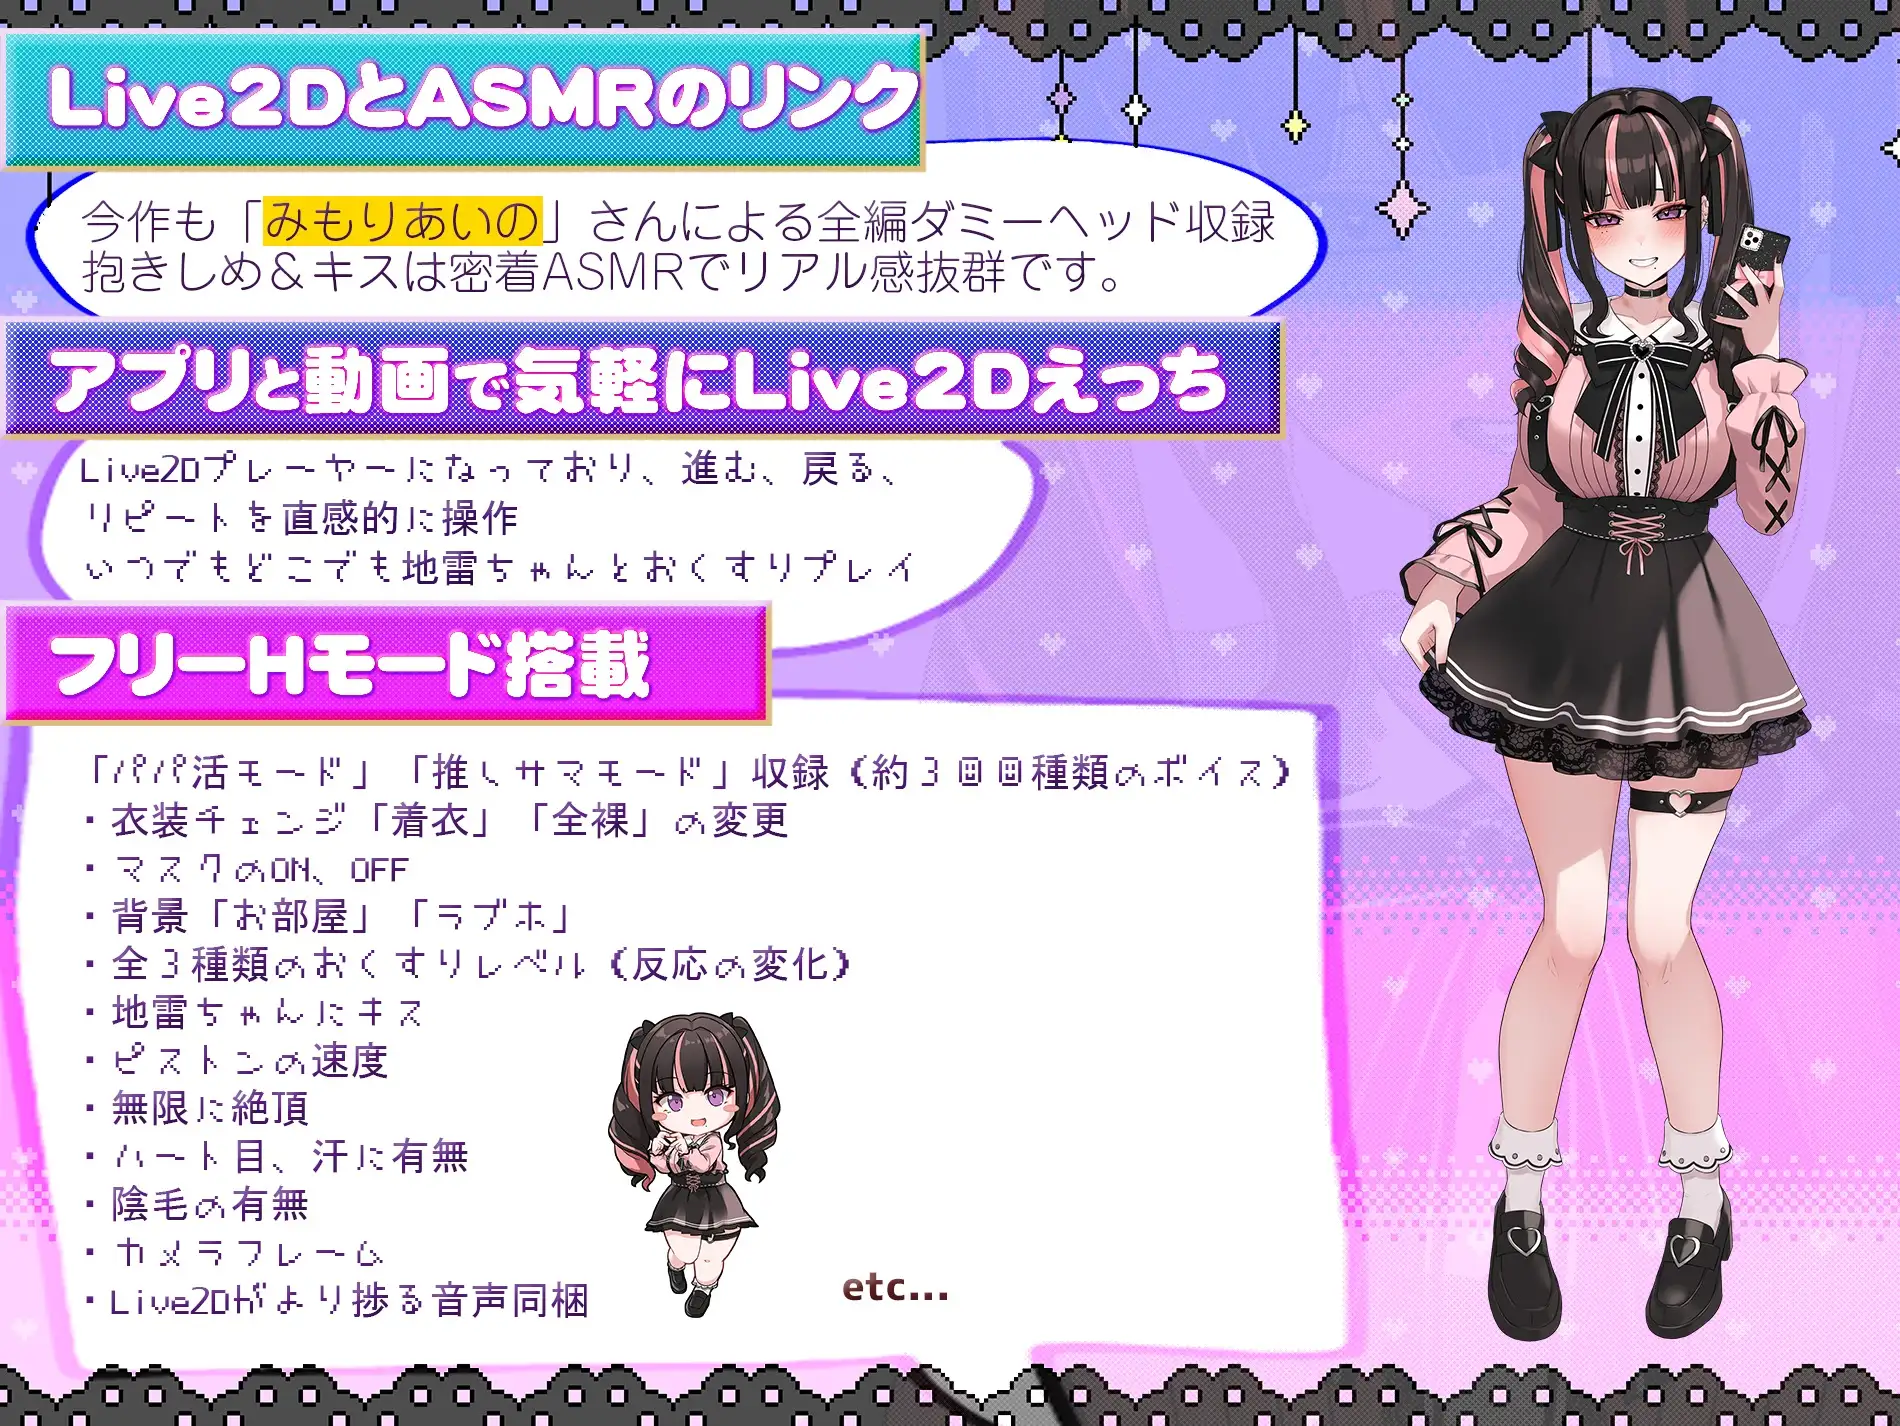 Live2DとASMRのリンク
今作も「みもりあいの」さんによる全編ダミーヘッド収録
抱きしめ＆キスは密着ASMRでリアル感抜群です。
アプリと動画で気軽にLive2Dえっち
Live2Dプレーヤーになっており、進む、戻る、
リピートを直感的に操作
いつでもどこでも地雷ちゃんとおくすりプレイ
フリーHモード搭載
「パパ活モード」「推しサマモード」収録（約３００種類のボイス）
・衣装チェンジ「着衣」「全裸」の変更
・マスクのON、OFF
・背景「お部屋」「ラブホ」
・全３種類のおくすりレベル（反応の変化）
・地雷ちゃんにキス
・ピストンの速度
・無限に絶頂
・ハート目、汗に有無
・陰毛の有無
・カメラフレーム
・Live2Dがより捗る音声同梱
etc...